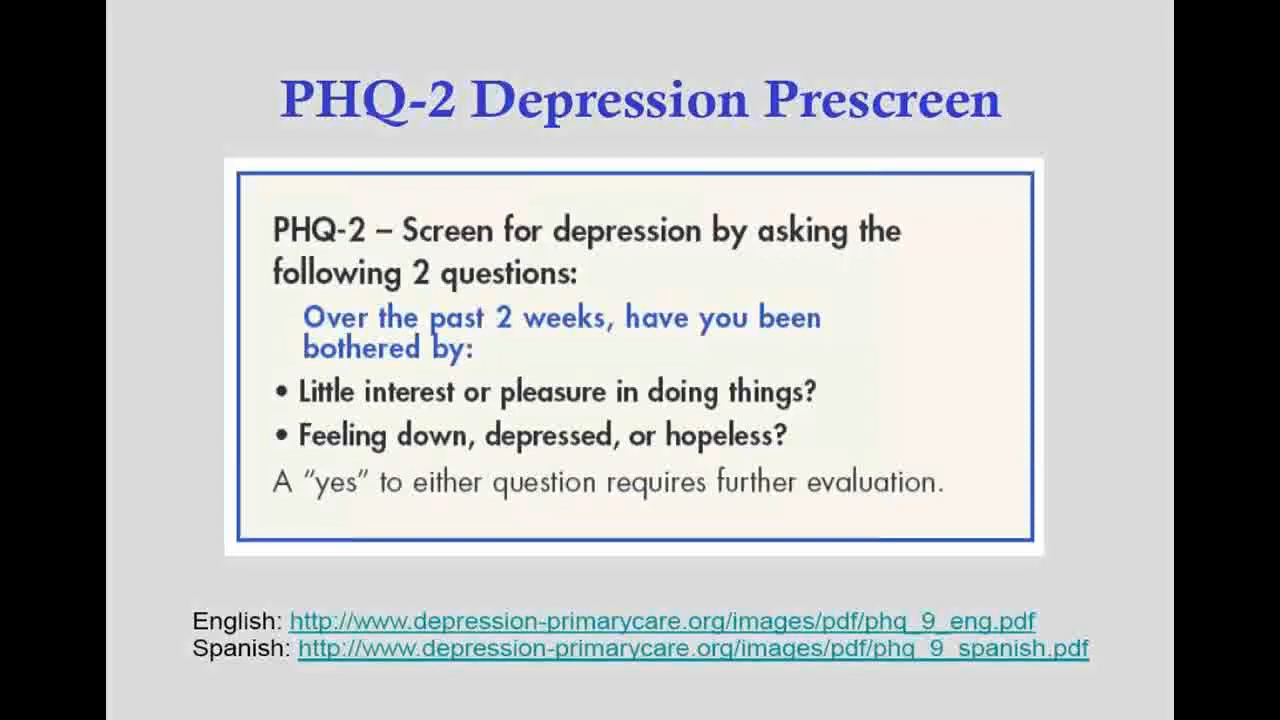 PHQ-2 Depression Prescreen
PHQ-2 – Screen for depression by asking the
following 2 questions:
Over the past 2 weeks, have you been
bothered by:
• Little interest or pleasure in doing things?
• Feeling down, depressed, or hopeless?
A “yes” to either question requires further evaluation.
English: http://www.depression-primarycare.org/images/pdf/phq_9_eng.pdf
Spanish: http://www.depression-primarycare.org/images/pdf/phq_9_spanish.pdf